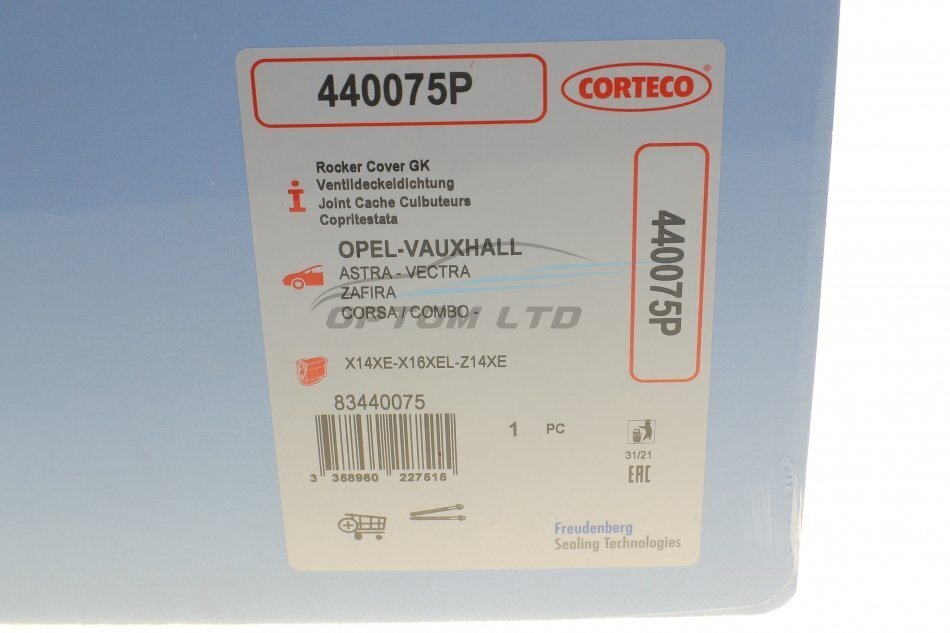 440075P
CORTECO ®
Rocker Cover GK
Ventildeckeldichtung
Joint Cache Culbuteurs
Copritestata
440075P
OPEL-VAUXHALL
ASTRA - VECTRA
ZAFIRA
CORSA / COMBO -
OPTOM LTD
X14XE-X16XEL-Z14XE
83440075
1 PC
31/21
3 358960 227515
EAC
Freudenberg
Sealing Technologies